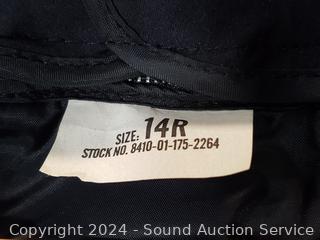 SIZE: 14R
STOCK NO. 8410-01-175-2264
Copyright © 2024 - Sound Auction Service